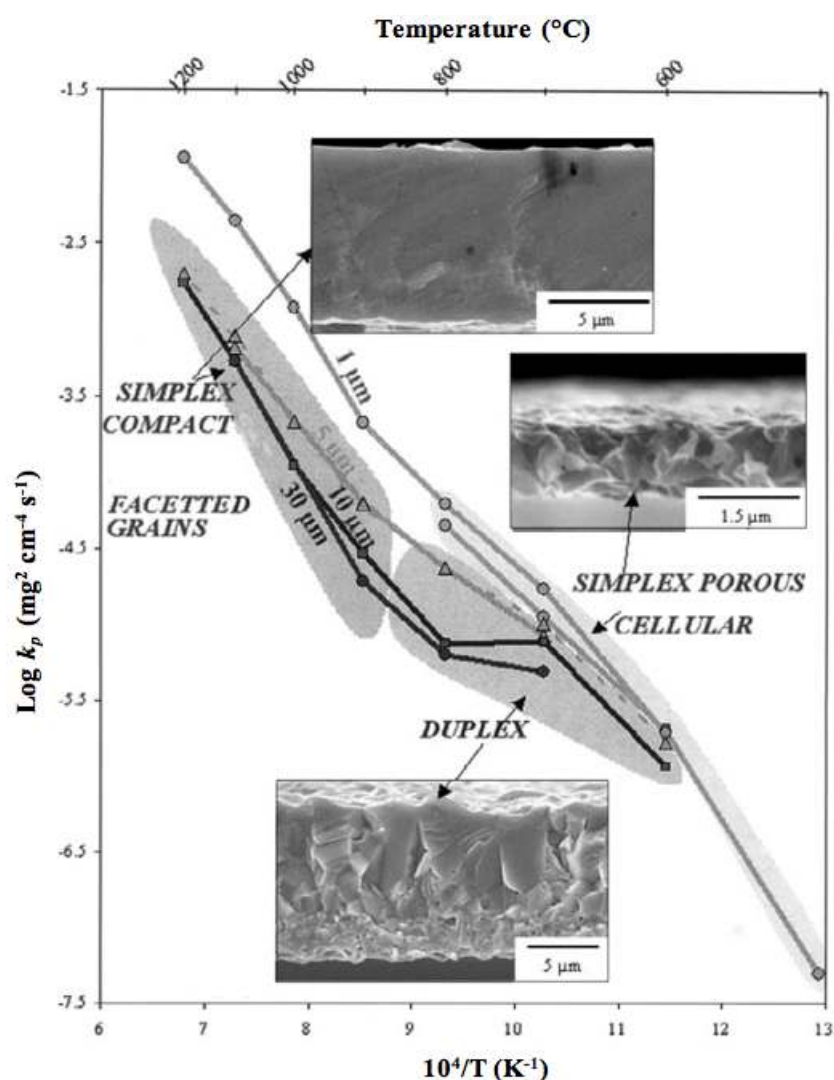 Temperature (°C)
1200
1000
800
600
-1.5
-2.5
-3.5
-4.5
-5.5
-6.5
-7.5
Log kp (mg² cm⁻⁴ s⁻¹)
5 µm
1 µm
SIMPLEX
COMPACT
5 µm
10 µm
30 µm
FACETTED
GRAINS
1.5 µm
SIMPLEX POROUS
CELLULAR
DUPLEX
5 µm
6
7
8
9
10
11
12
13
10⁴/T (K⁻¹)